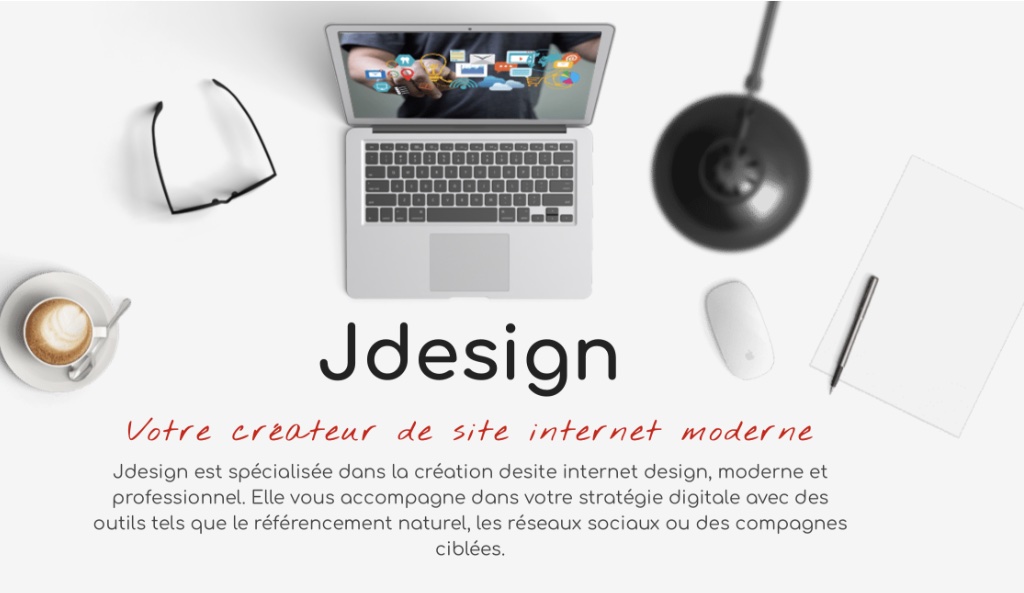 Jdesign
Votre créateur de site internet moderne
Jdesign est spécialisée dans la création desite internet design, moderne et
professionnel. Elle vous accompagne dans votre stratégie digitale avec des
outils tels que le référencement naturel, les réseaux sociaux ou des compagnes
ciblées.